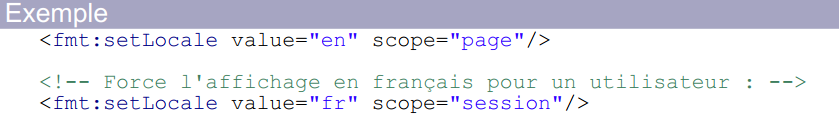 Exemple
<fmt:setLocale value="en" scope="page"/>
<!-- Force l'affichage en français pour un utilisateur : -->
<fmt:setLocale value="fr" scope="session"/>